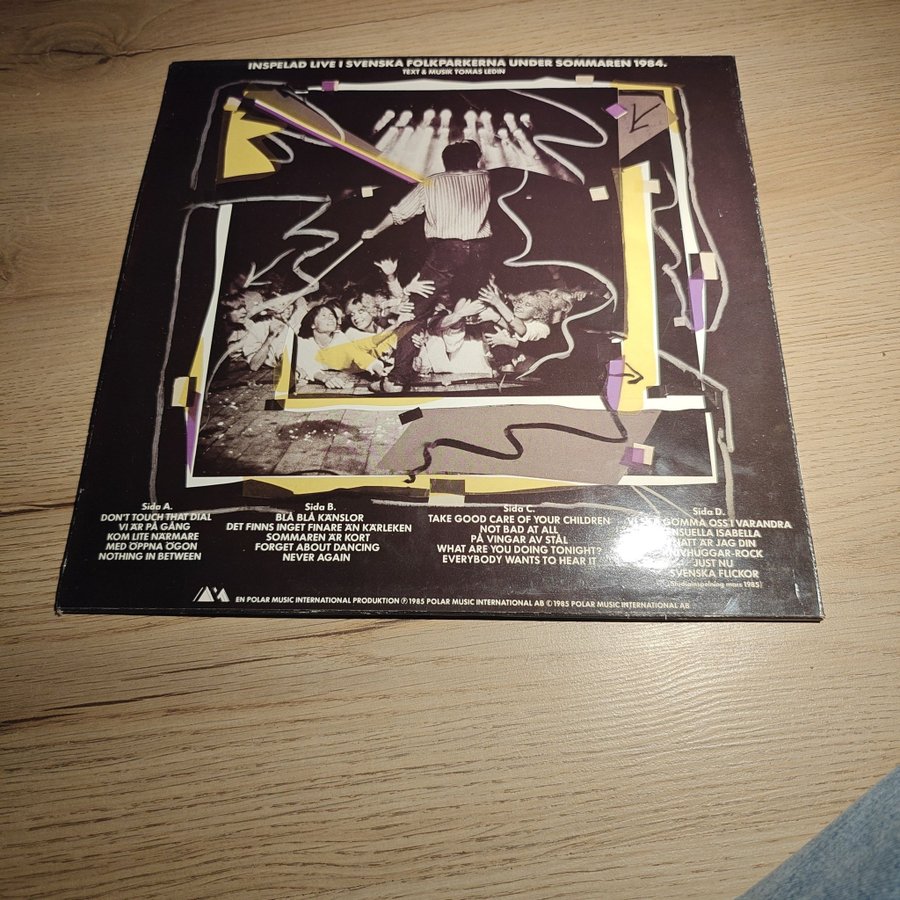 INSPELAD LIVE I SVENSKA FOLKPARKERNA UNDER SOMMAREN 1984.
TEXT & MUSIK TOMAS LEDIN
Sida A.
DON'T TOUCH THAT DIAL
VI ÄR PÅ GÅNG
KOM LITE NÄRMARE
MED ÖPPNA ÖGON
NOTHING IN BETWEEN
Sida B.
BLÅ BLÅ KÄNSLOR
DET FINNS INGET FINARE ÄN KÄRLEKEN
SOMMAREN ÄR KORT
FORGET ABOUT DANCING
NEVER AGAIN
Sida C.
TAKE GOOD CARE OF YOUR CHILDREN
NOT BAD AT ALL
PÅ VINGAR AV STÅL
WHAT ARE YOU DOING TONIGHT?
EVERYBODY WANTS TO HEAR IT
Sida D.
GÖMMA OSS I VARANDRA
ISABELLA
NATT ÄR JAG DIN
JUST NU
SVENSKA FLICKOR
(Studioinspelning mars 1985)
EN POLAR MUSIC INTERNATIONAL PRODUKTION ℗ 1985 POLAR MUSIC INTERNATIONAL AB © 1985 POLAR MUSIC INTERNATIONAL AB